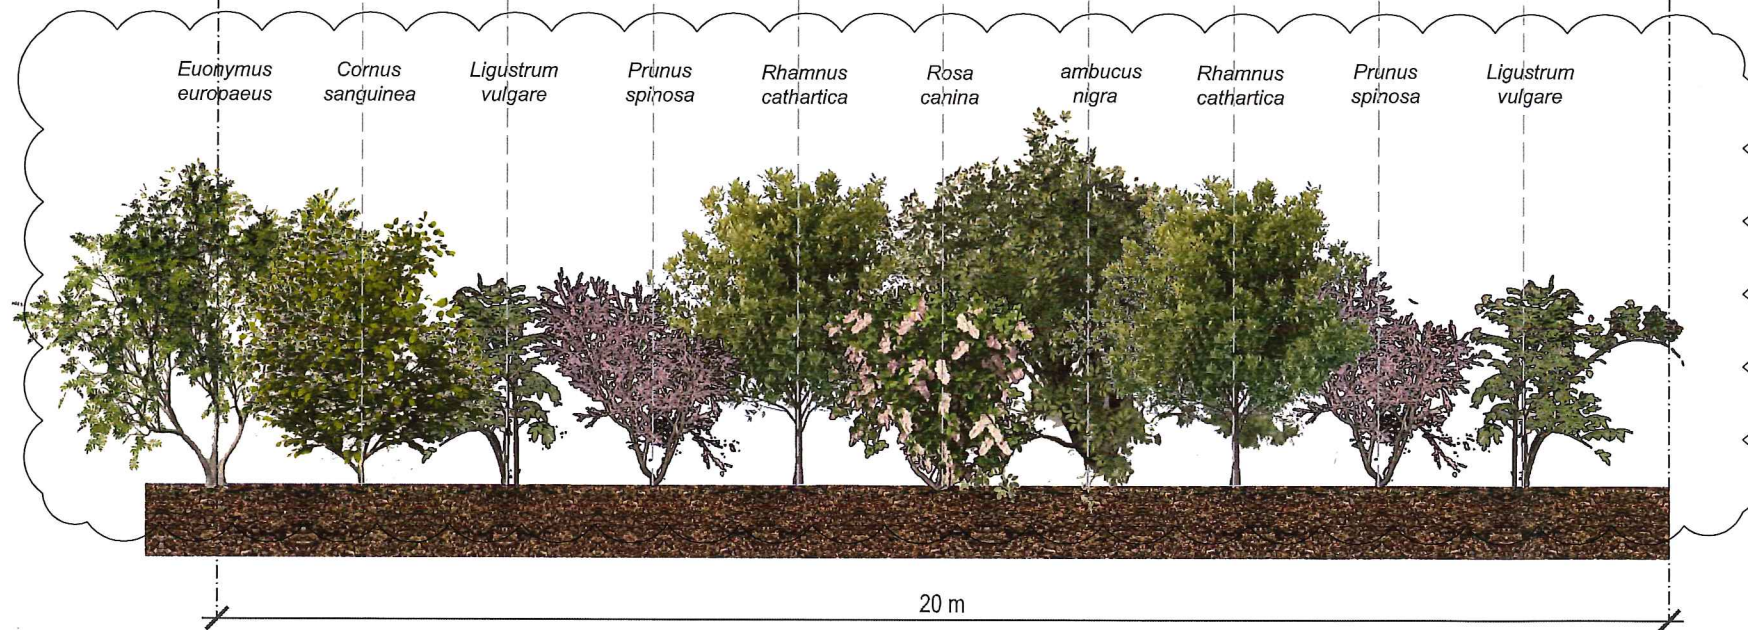 Euonymus
europaeus
Cornus
sanguinea
Ligustrum
vulgare
Prunus
spinosa
Rhamnus
cathartica
Rosa
canina
ambucus
nigra
Rhamnus
cathartica
Prunus
spinosa
Ligustrum
vulgare
20 m